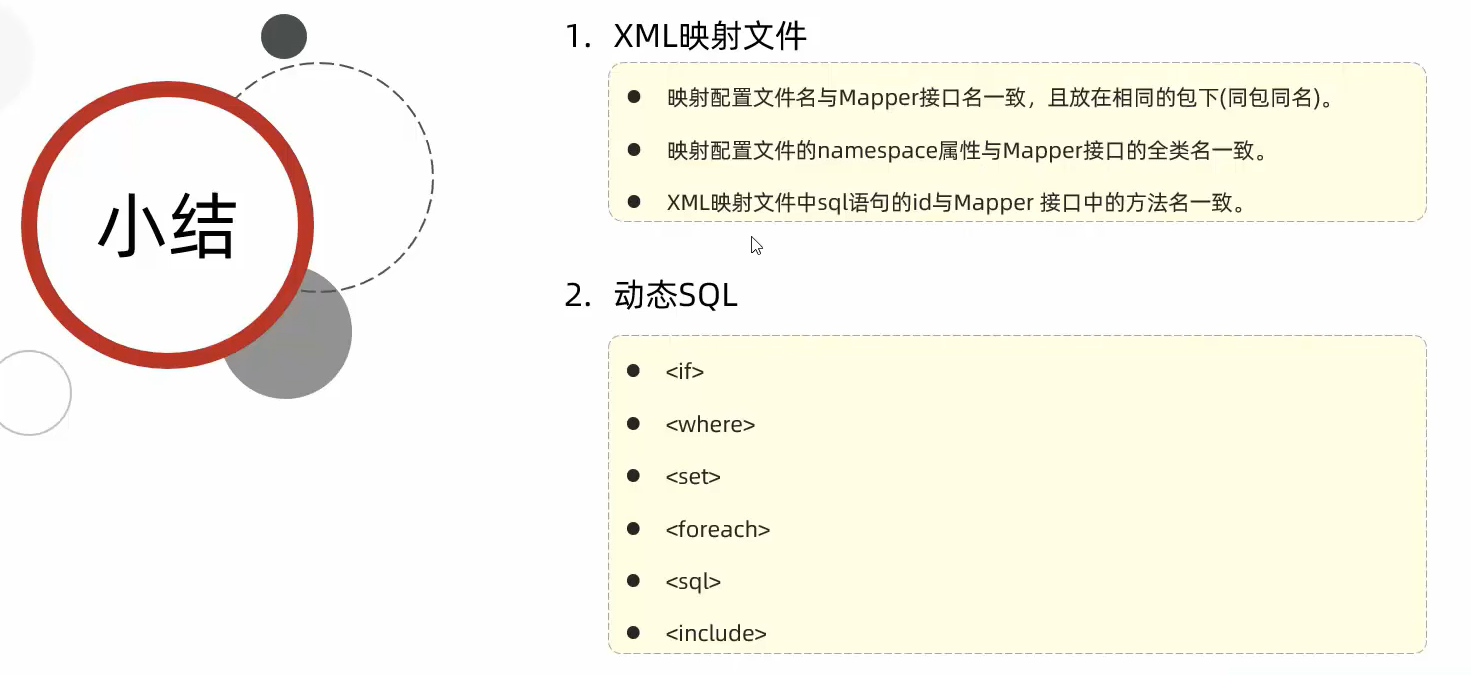 小结
1. XML映射文件
● 映射配置文件名与Mapper接口名一致，且放在相同的包下(同包同名)。
● 映射配置文件的namespace属性与Mapper接口的全类名一致。
● XML映射文件中sql语句的id与Mapper 接口中的方法名一致。
2. 动态SQL
● <if>
● <where>
● <set>
● <foreach>
● <sql>
● <include>